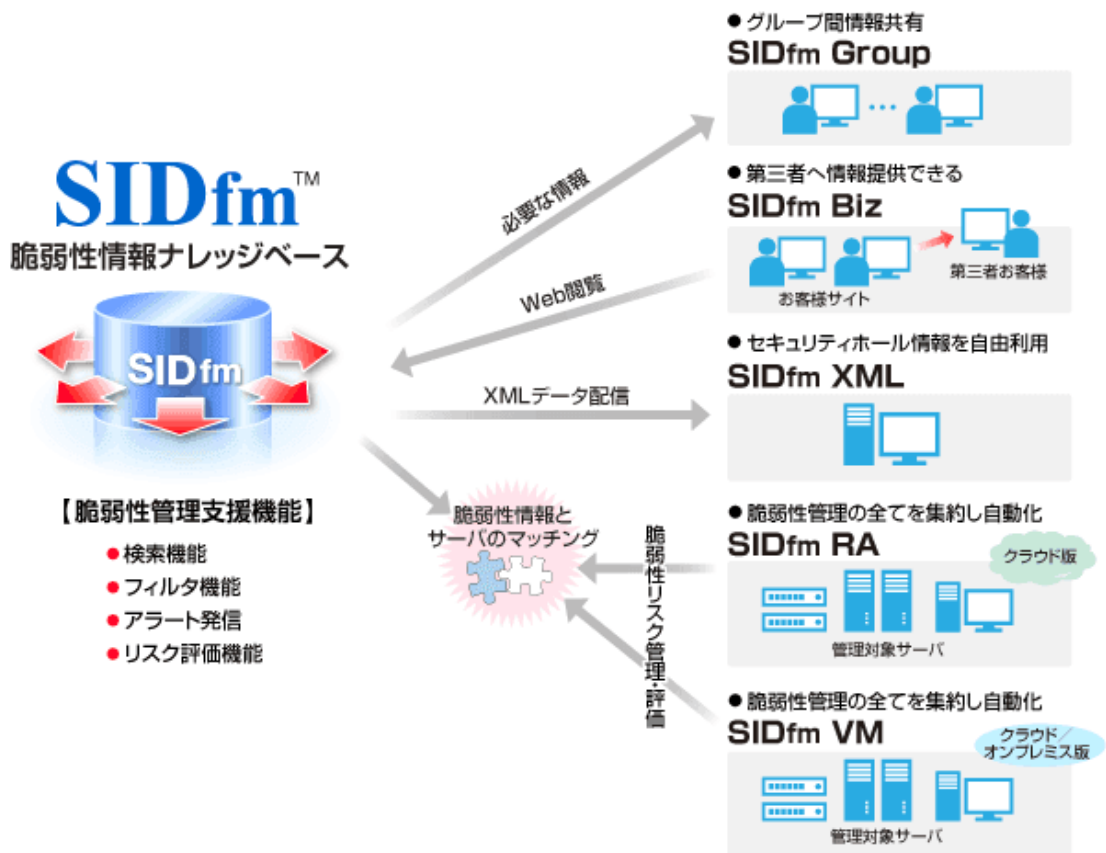 SIDfm™
脆弱性情報ナレッジベース
SIDfm
【脆弱性管理支援機能】
●検索機能
●フィルタ機能
●アラート発信
●リスク評価機能
必要な情報
Web閲覧
XMLデータ配信
脆弱性情報と
サーバのマッチング
脆弱性リスク管理・評価
●グループ間情報共有
SIDfm Group
●第三者へ情報提供できる
SIDfm Biz
お客様サイト
第三者お客様
●セキュリティホール情報を自由利用
SIDfm XML
●脆弱性管理の全てを集約し自動化
SIDfm RA
クラウド版
管理対象サーバ
●脆弱性管理の全てを集約し自動化
SIDfm VM
クラウド／
オンプレミス版
管理対象サーバ